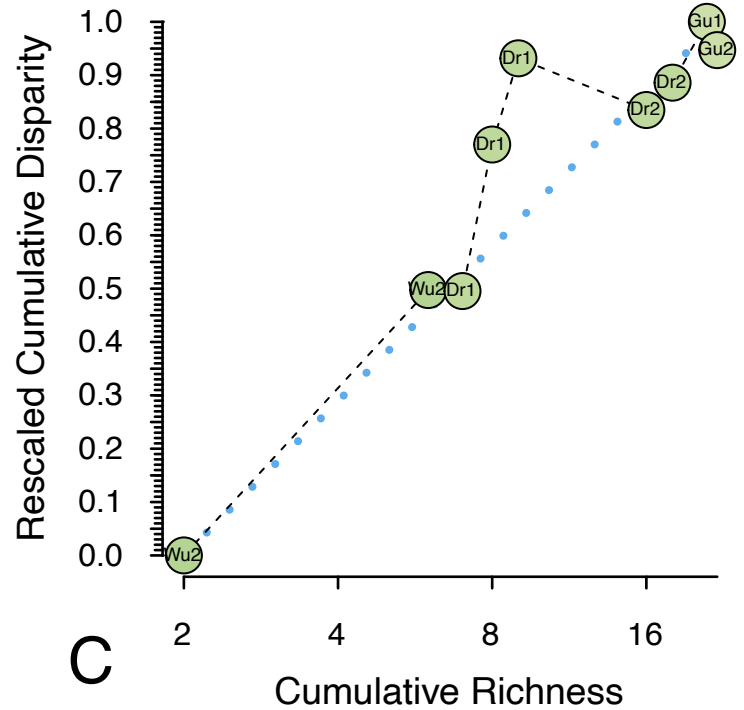 Rescaled Cumulative Disparity
1.0
0.9
0.8
0.7
0.6
0.5
0.4
0.3
0.2
0.1
0.0
Gu1
Gu2
Dr1
Dr2
Dr2
Dr1
Wu2
Dr1
Wu2
2
4
8
16
C
Cumulative Richness